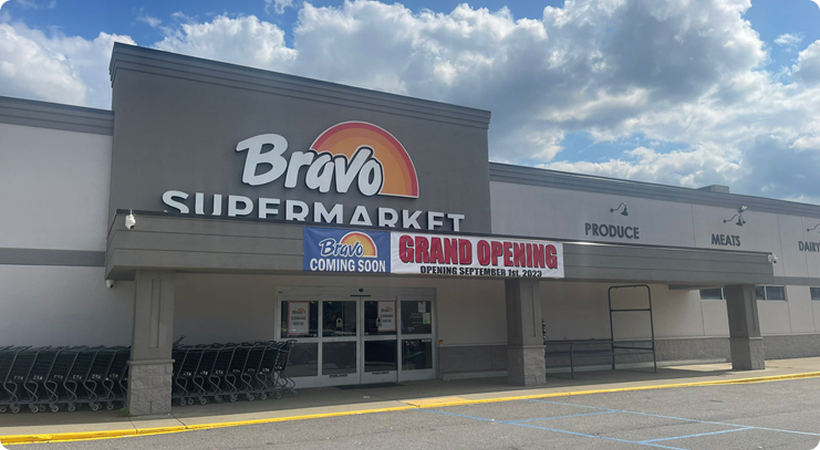 Bravo
SUPERMARKET
PRODUCE
MEATS
DAIRY
Bravo
COMING SOON
GRAND OPENING
OPENING SEPTEMBER 1st, 2023